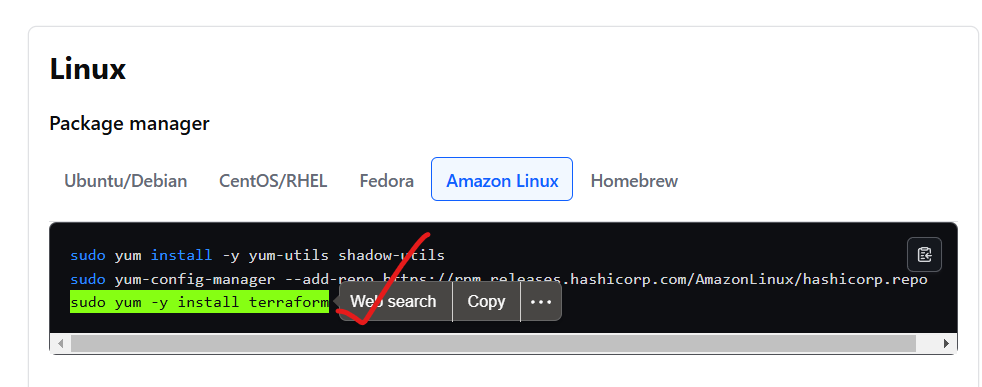 Linux
Package manager
Ubuntu/Debian CentOS/RHEL Fedora Amazon Linux Homebrew
sudo yum install -y yum-utils shadow-utils
sudo yum-config-manager --add-repo https://rpm.releases.hashicorp.com/AmazonLinux/hashicorp.repo
sudo yum -y install terraform Web search Copy